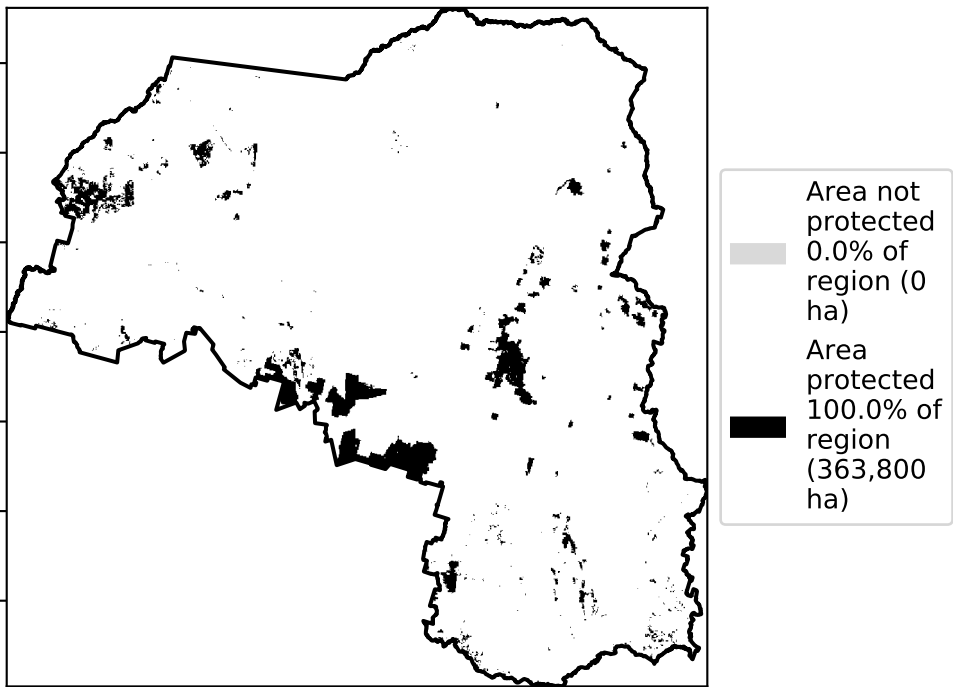 Area not
protected
0.0% of
region (0
ha)
Area
protected
100.0% of
region
(363,800
ha)